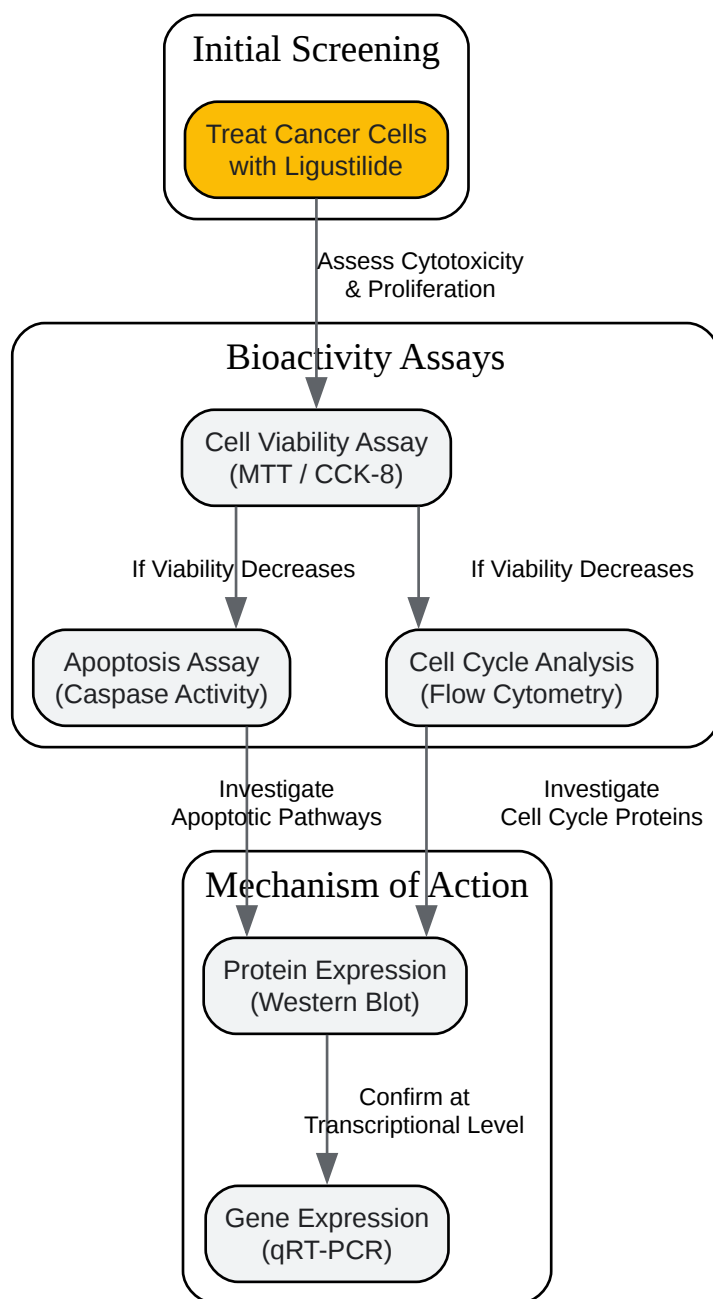 Initial Screening
Treat Cancer Cells
with Ligustilide
Assess Cytotoxicity
& Proliferation
Bioactivity Assays
Cell Viability Assay
(MTT / CCK-8)
If Viability Decreases
If Viability Decreases
Apoptosis Assay
(Caspase Activity)
Cell Cycle Analysis
(Flow Cytometry)
Investigate
Apoptotic Pathways
Investigate
Cell Cycle Proteins
Mechanism of Action
Protein Expression
(Western Blot)
Confirm at
Transcriptional Level
Gene Expression
(qRT-PCR)